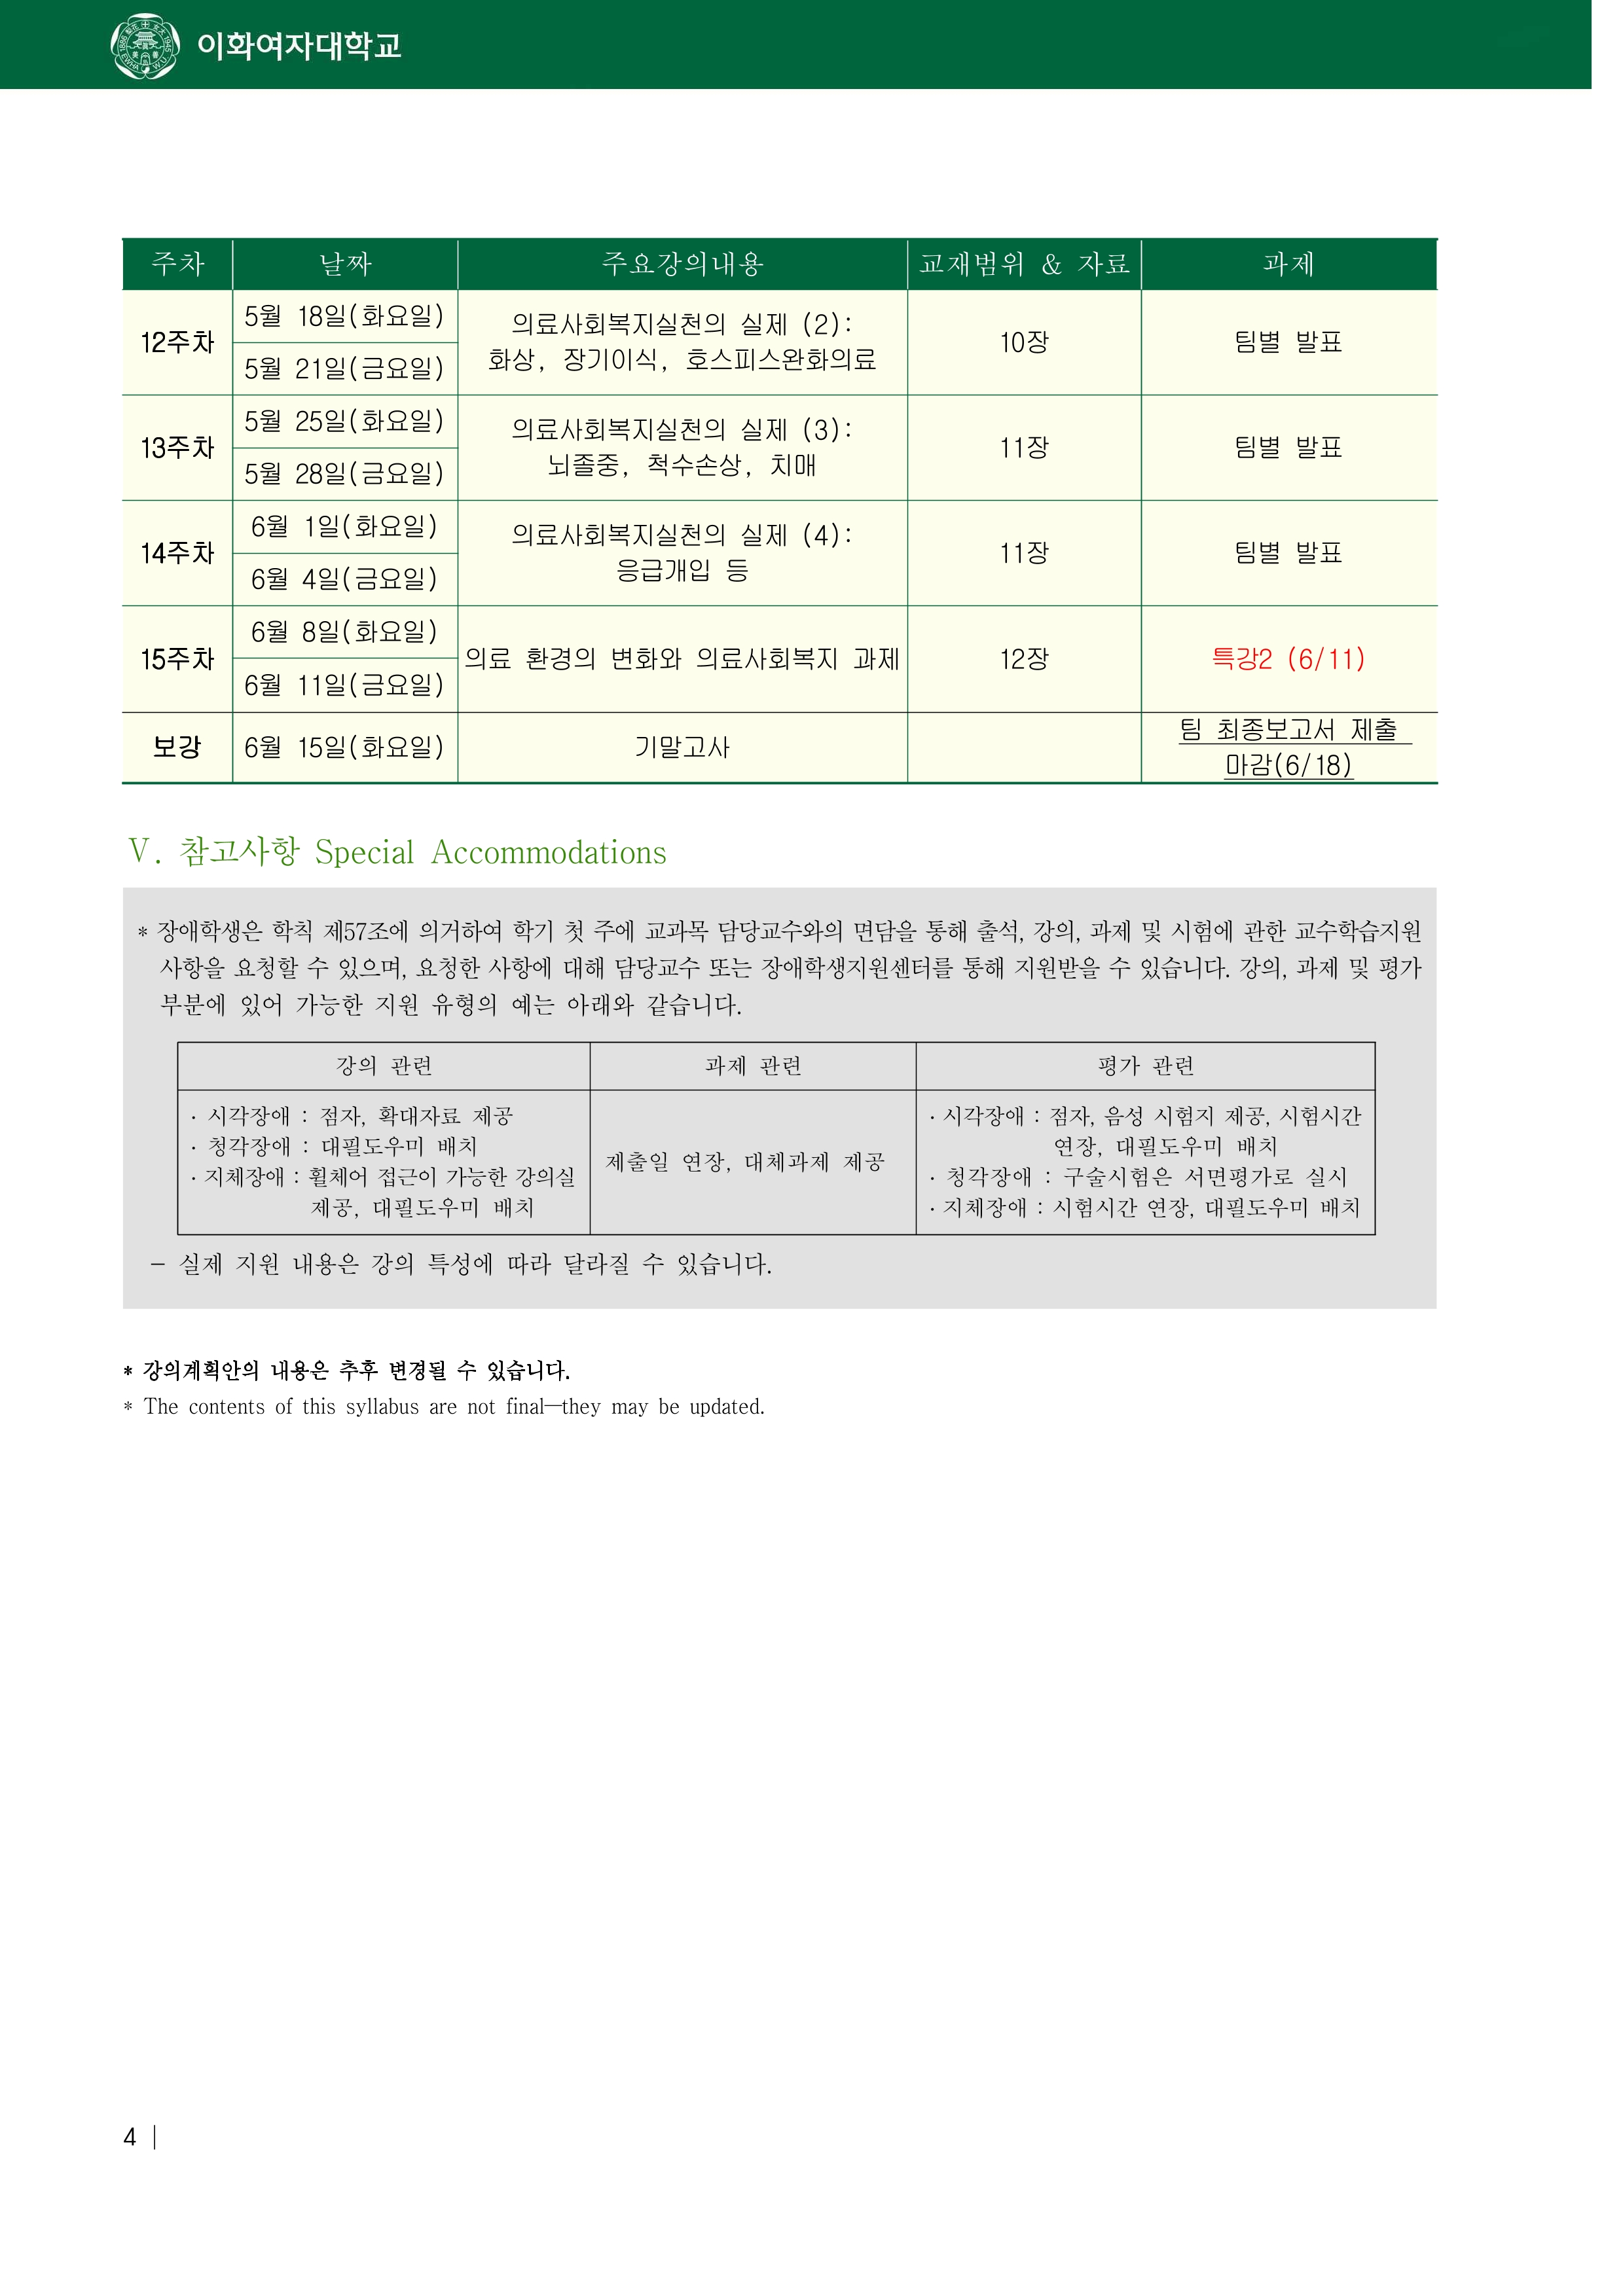 이화여자대학교
주차 날짜 주요강의내용 교재범위 & 자료 과제
12주차
5월 18일(화요일)
5월 21일(금요일)
의료사회복지실천의 실제 (2):
화상, 장기이식, 호스피스완화의료
10장
팀별 발표
13주차
5월 25일(화요일)
5월 28일(금요일)
의료사회복지실천의 실제 (3):
뇌졸중, 척수손상, 치매
11장
팀별 발표
14주차
6월 1일(화요일)
6월 4일(금요일)
의료사회복지실천의 실제 (4):
응급개입 등
11장
팀별 발표
15주차
6월 8일(화요일)
6월 11일(금요일)
의료 환경의 변화와 의료사회복지 과제
12장
특강2 (6/11)
보강
6월 15일(화요일)
기말고사
팀 최종보고서 제출
마감(6/18)
Ⅴ. 참고사항 Special Accommodations
* 장애학생은 학칙 제57조에 의거하여 학기 첫 주에 교과목 담당교수와의 면담을 통해 출석, 강의, 과제 및 시험에 관한 교수학습지원
사항을 요청할 수 있으며, 요청한 사항에 대해 담당교수 또는 장애학생지원센터를 통해 지원받을 수 있습니다. 강의, 과제 및 평가
부분에 있어 가능한 지원 유형의 예는 아래와 같습니다.
강의 관련 과제 관련 평가 관련
· 시각장애 : 점자, 확대자료 제공
· 청각장애 : 대필도우미 배치
· 지체장애 : 휠체어 접근이 가능한 강의실
제공, 대필도우미 배치
제출일 연장, 대체과제 제공
· 시각장애 : 점자, 음성 시험지 제공, 시험시간
연장, 대필도우미 배치
· 청각장애 : 구술시험은 서면평가로 실시
· 지체장애 : 시험시간 연장, 대필도우미 배치
- 실제 지원 내용은 강의 특성에 따라 달라질 수 있습니다.
* 강의계획안의 내용은 추후 변경될 수 있습니다.
* The contents of this syllabus are not final—they may be updated.
4 |